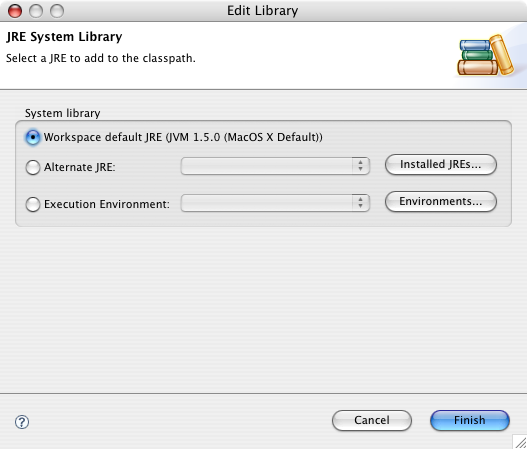 Edit Library
JRE System Library
Select a JRE to add to the classpath.
System library
Workspace default JRE (JVM 1.5.0 (MacOS X Default))
Alternate JRE:
Installed JREs...
Execution Environment:
Environments...
?
Cancel
Finish